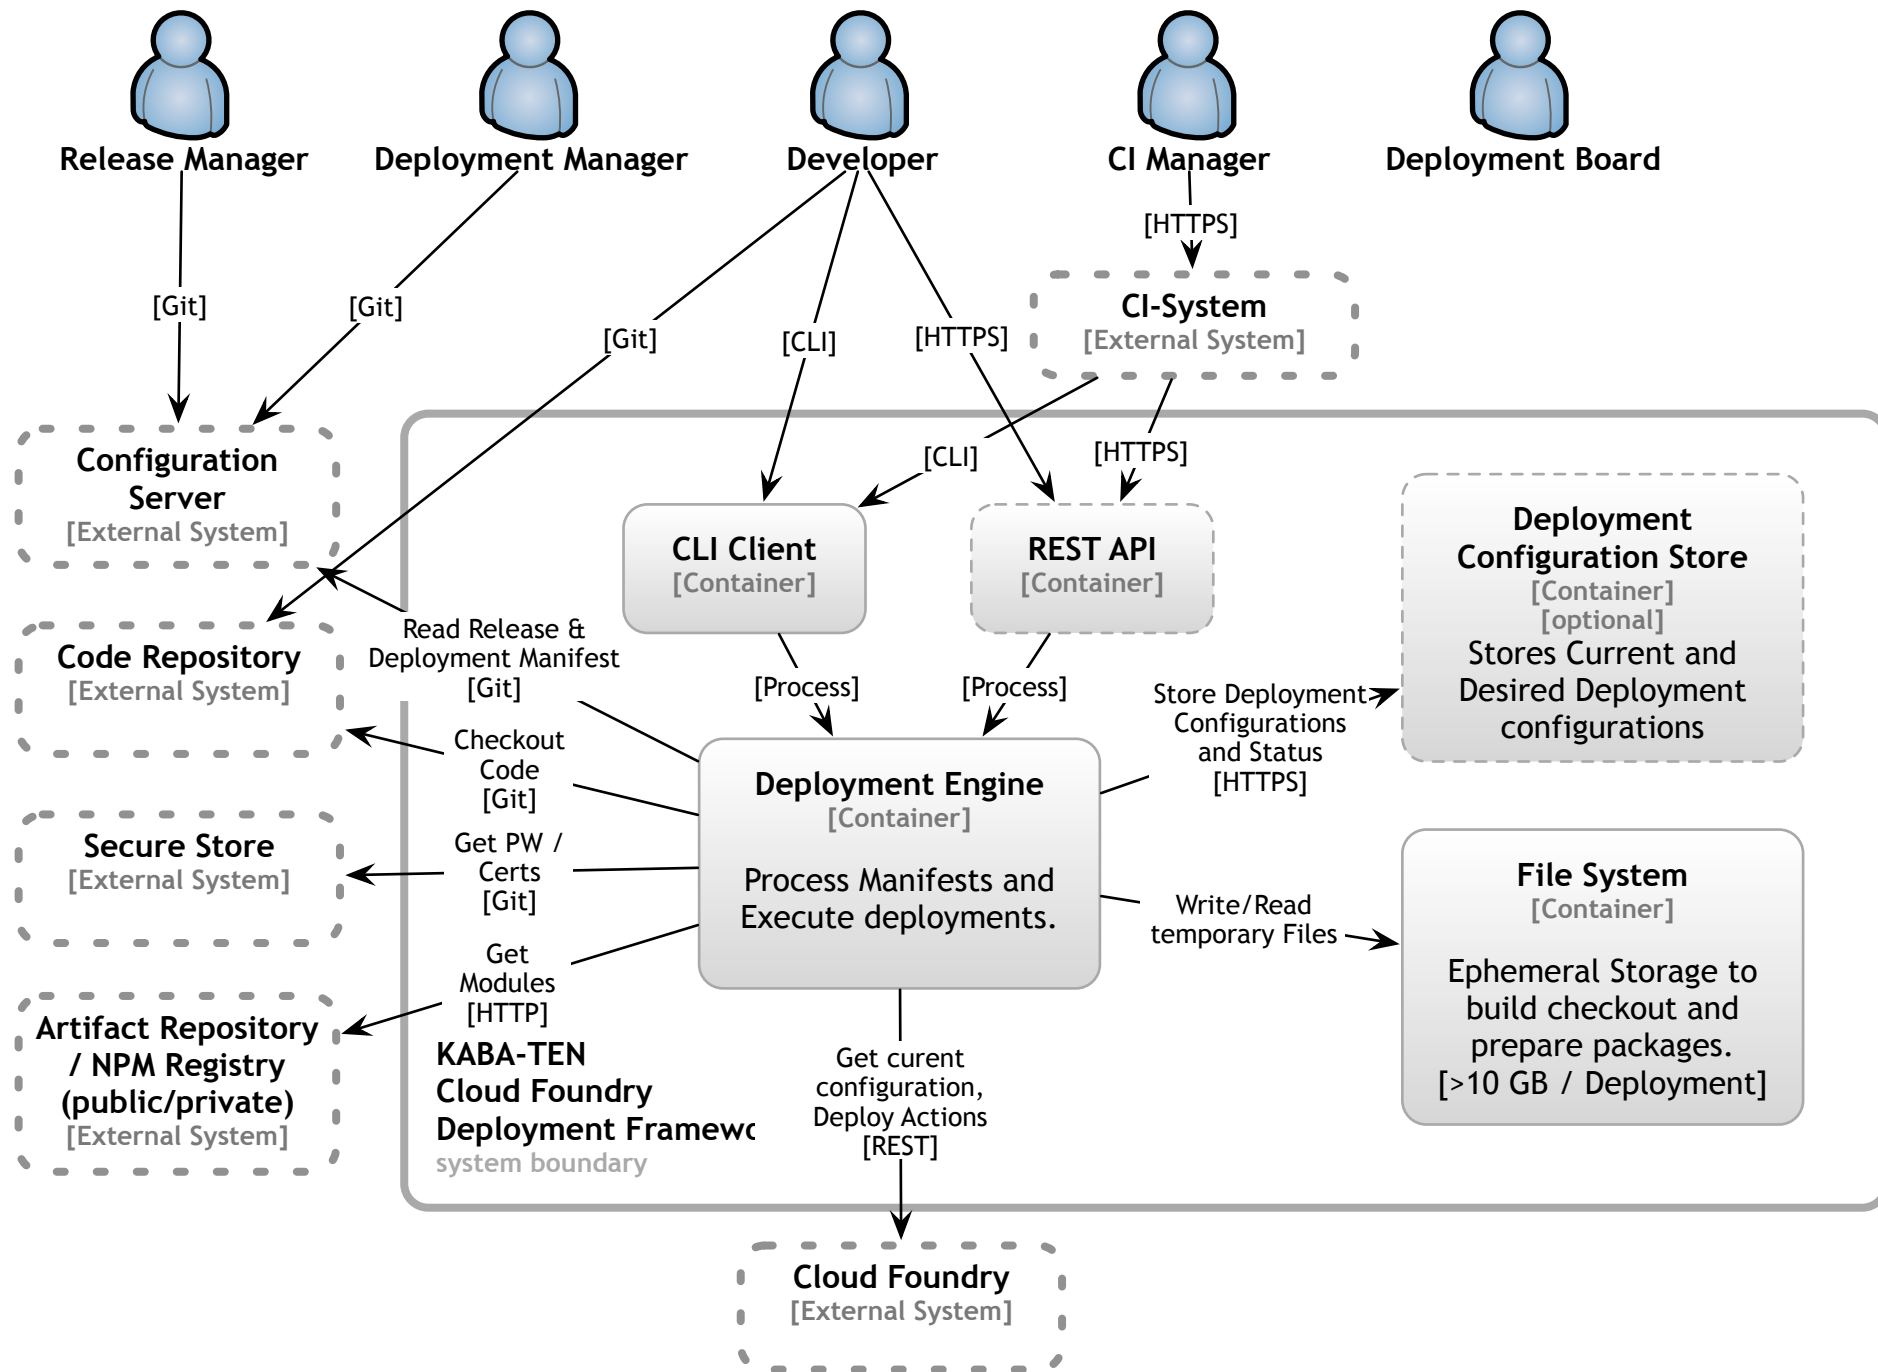 Release Manager
Deployment Manager
Developer
CI Manager
Deployment Board
[HTTPS]
[Git]
[Git]
[Git]
[CLI]
[HTTPS]
CI-System
[External System]
[CLI]
[HTTPS]
Configuration
Server
[External System]
CLI Client
[Container]
REST API
[Container]
Deployment
Configuration Store
[Container]
[optional]
Stores Current and
Desired Deployment
configurations
Code Repository
[External System]
Read Release &
Deployment Manifest
[Git]
[Process]
[Process]
Store Deployment
Configurations
and Status
[HTTPS]
Checkout
Code
[Git]
Deployment Engine
[Container]
Process Manifests and
Execute deployments.
Secure Store
[External System]
Get PW /
Certs
[Git]
Write/Read
temporary Files
File System
[Container]
Ephemeral Storage to
build checkout and
prepare packages.
[>10 GB / Deployment]
Get
Modules
[HTTP]
Artifact Repository
/ NPM Registry
(public/private)
[External System]
KABA-TEN
Cloud Foundry
Deployment Framewo
system boundary
Get curent
configuration,
Deploy Actions
[REST]
Cloud Foundry
[External System]